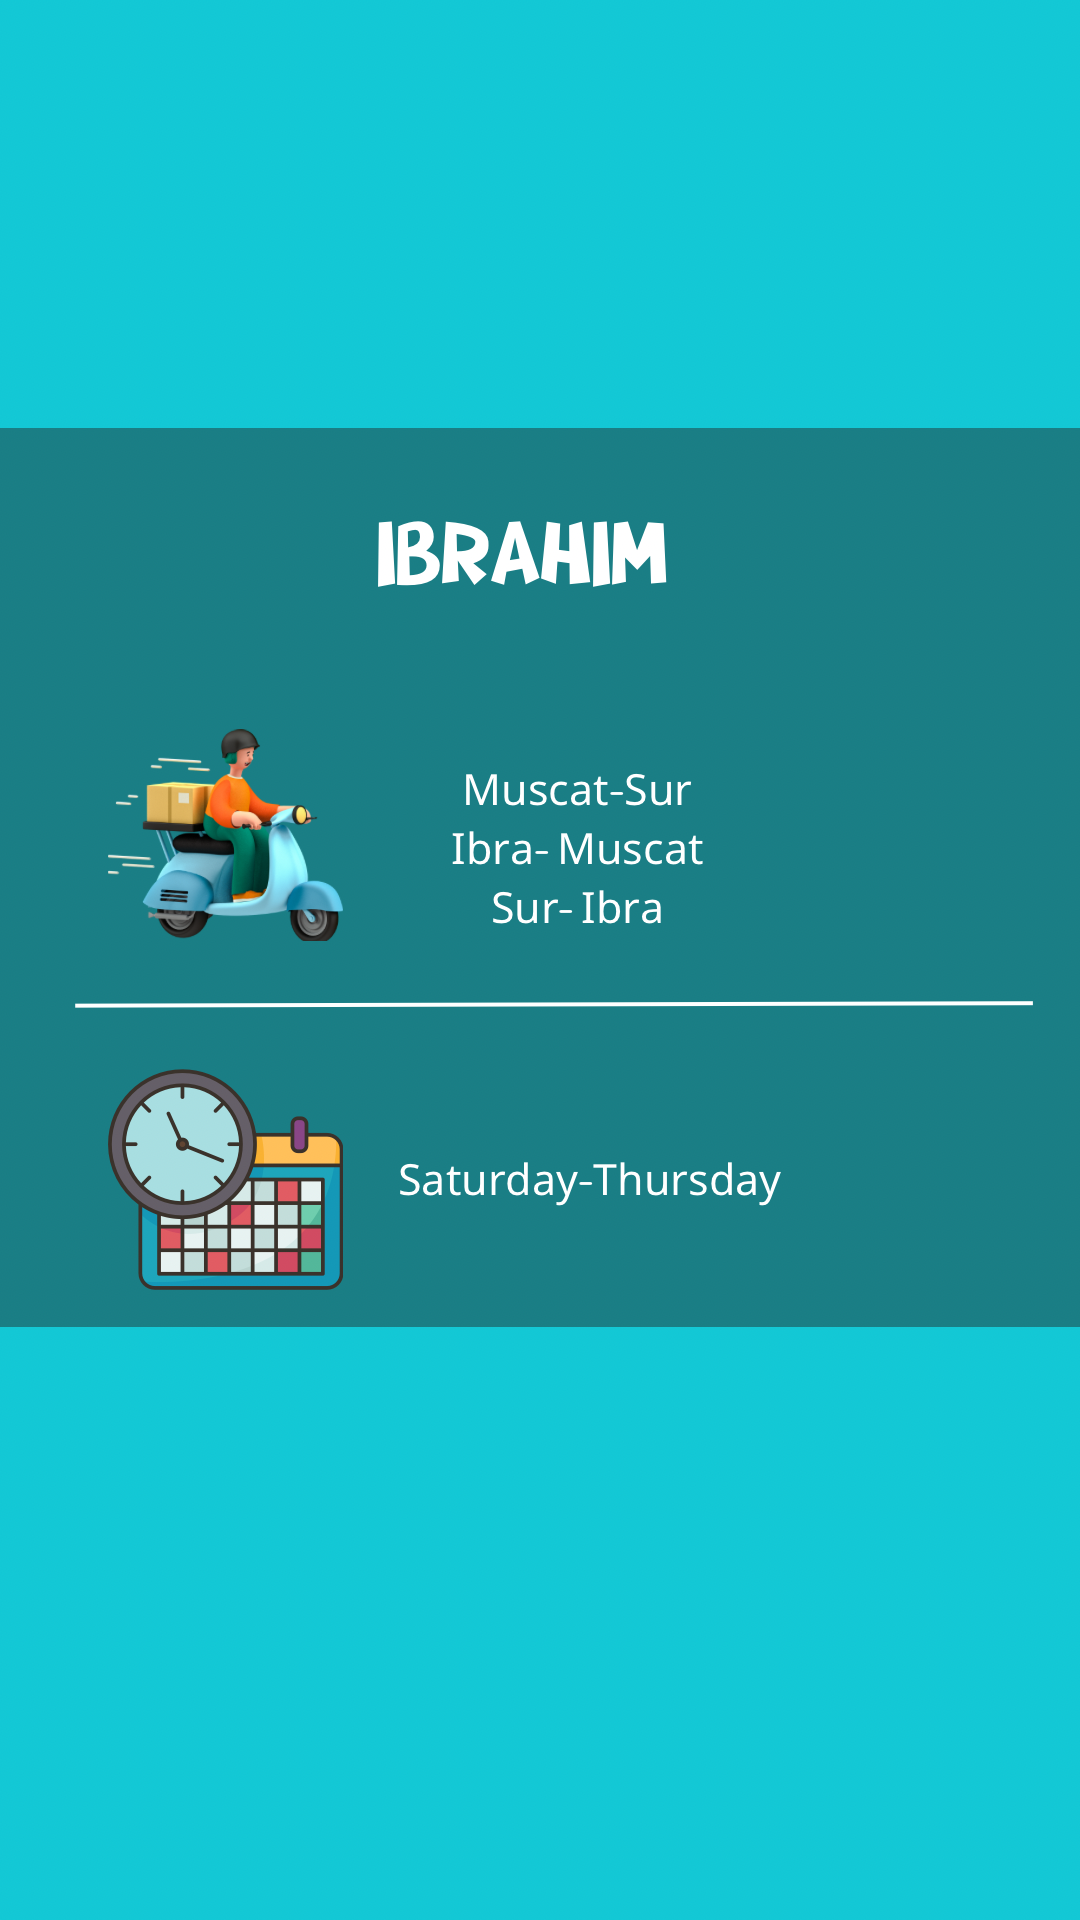 IBRAHIM
Muscat-Sur
Ibra- Muscat
Sur- Ibra
Saturday-Thursday